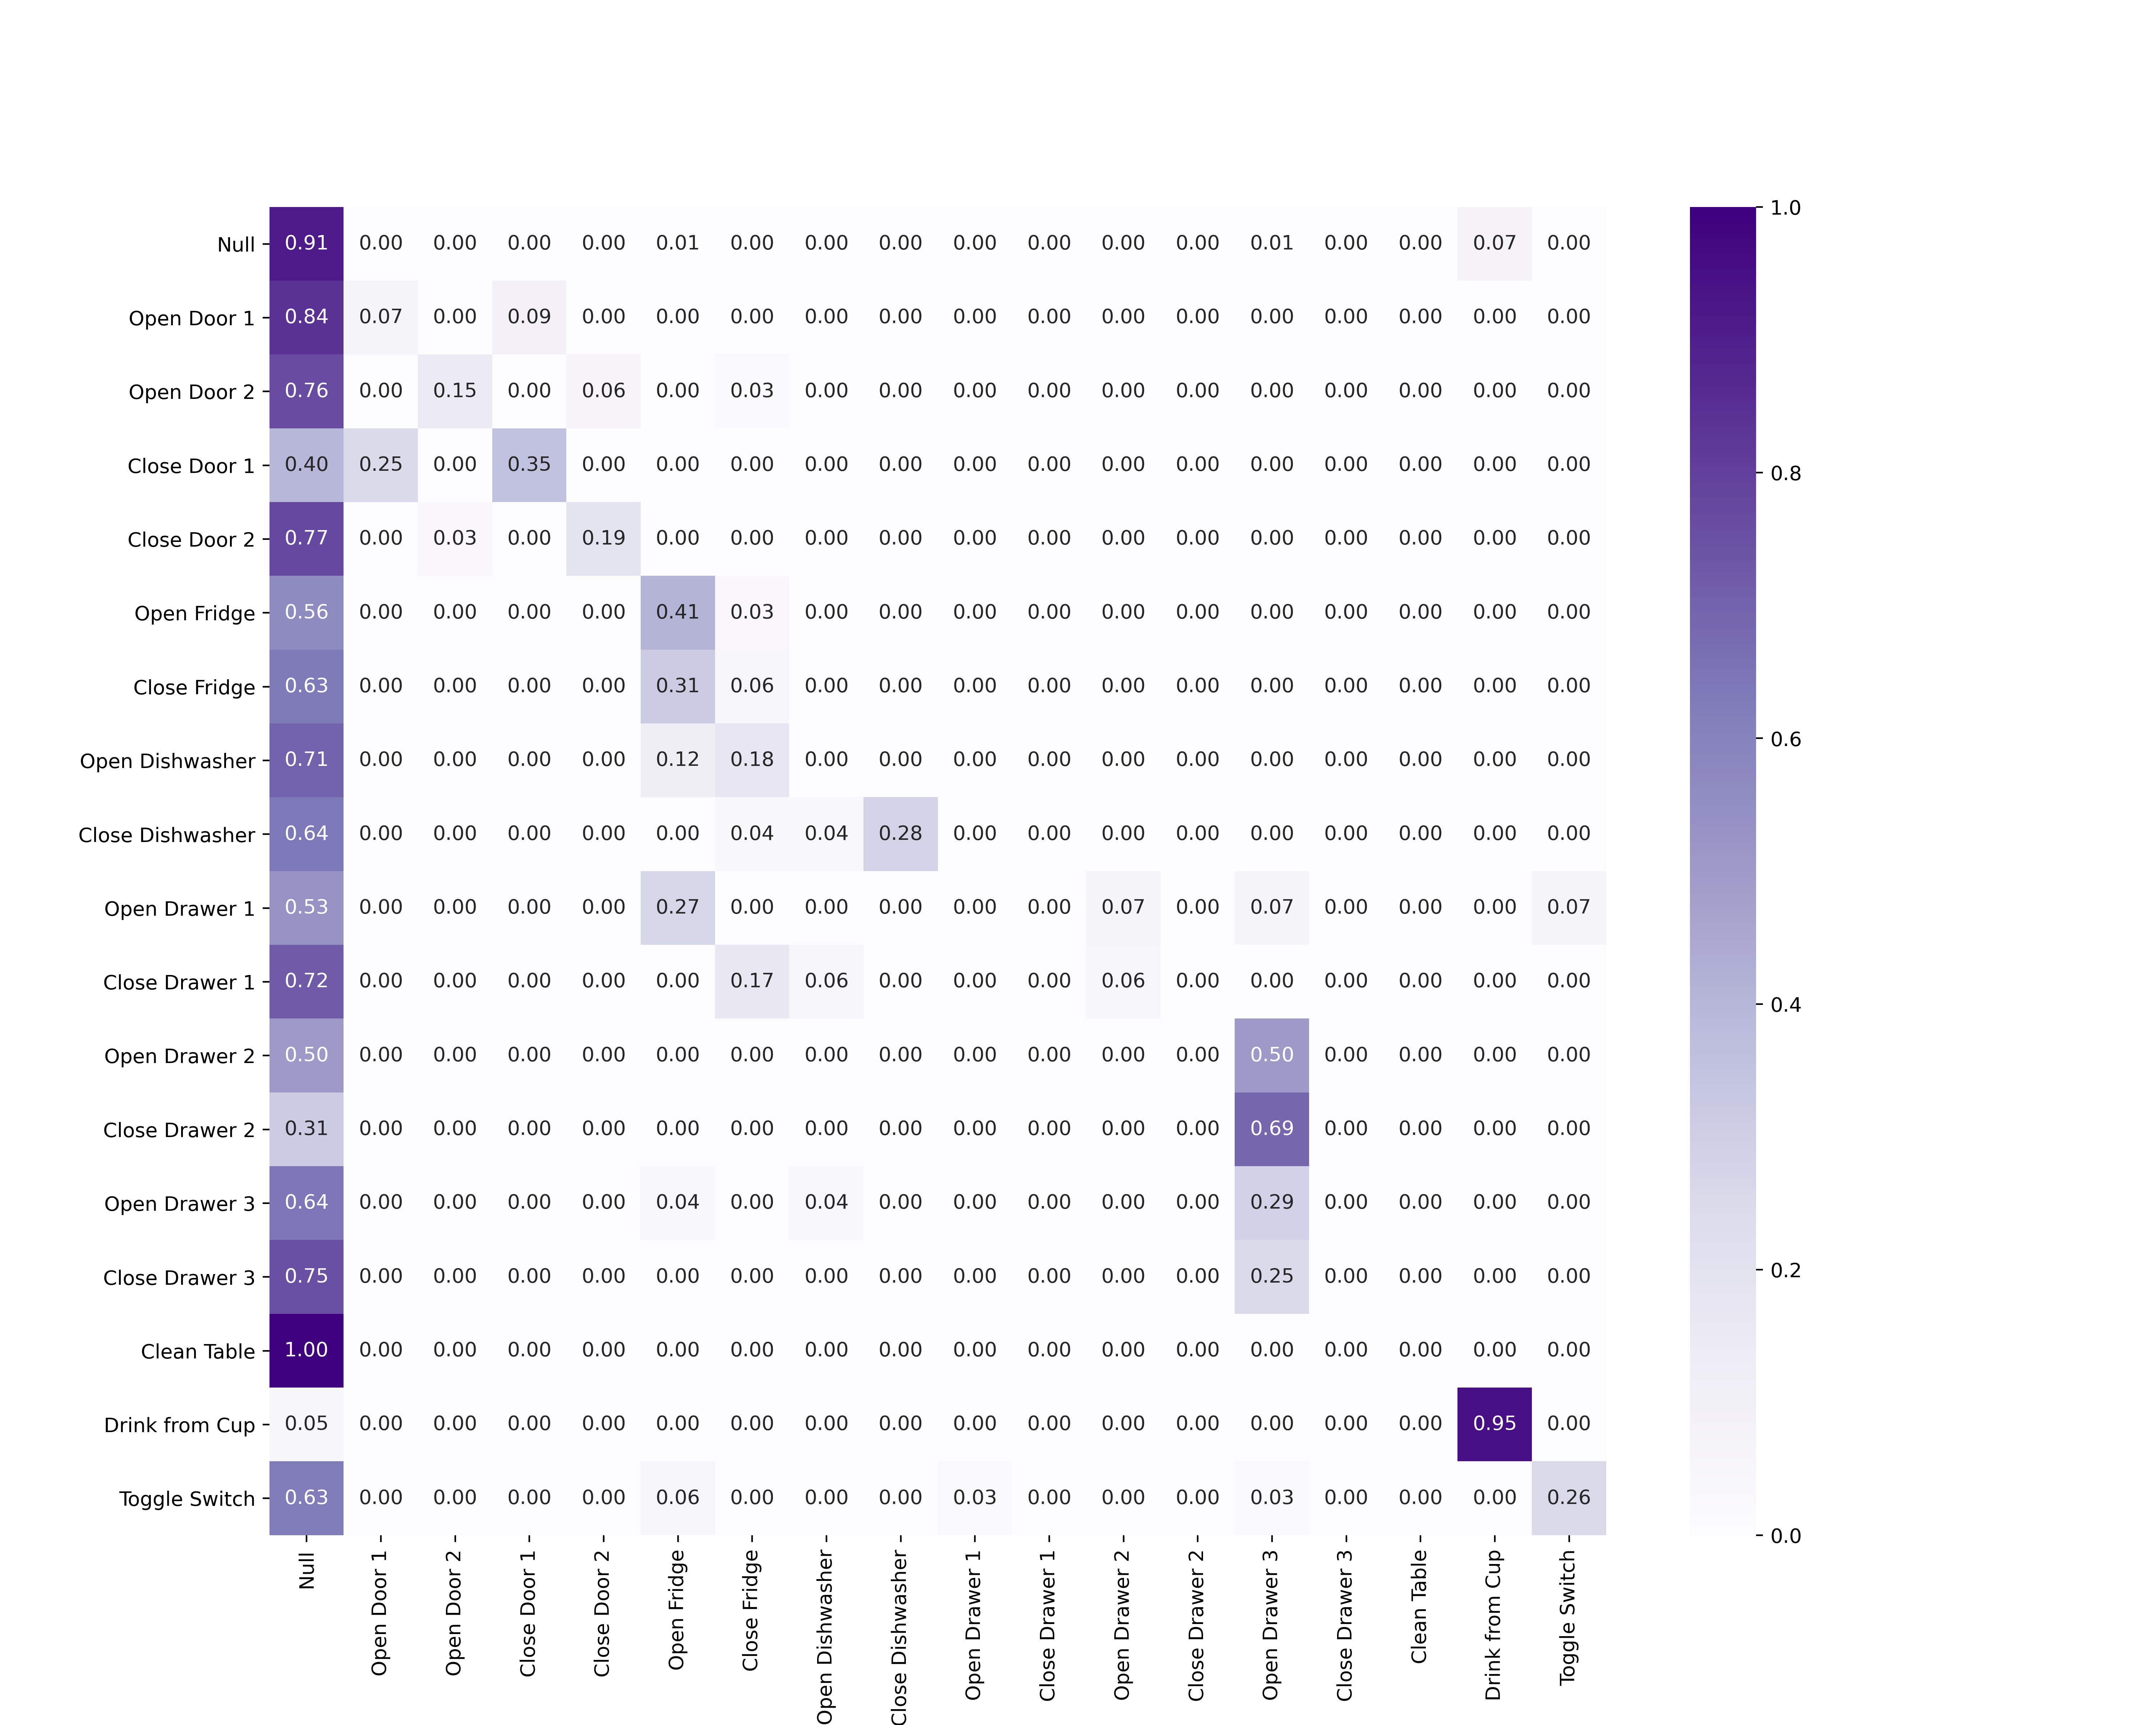 Null 0.91 0.00 0.00 0.00 0.00 0.01 0.00 0.00 0.00 0.00 0.00 0.00 0.00 0.01 0.00 0.00 0.07 0.00
Open Door 1 0.84 0.07 0.00 0.09 0.00 0.00 0.00 0.00 0.00 0.00 0.00 0.00 0.00 0.00 0.00 0.00 0.00 0.00
Open Door 2 0.76 0.00 0.15 0.00 0.06 0.00 0.03 0.00 0.00 0.00 0.00 0.00 0.00 0.00 0.00 0.00 0.00 0.00
Close Door 1 0.40 0.25 0.00 0.35 0.00 0.00 0.00 0.00 0.00 0.00 0.00 0.00 0.00 0.00 0.00 0.00 0.00 0.00
Close Door 2 0.77 0.00 0.03 0.00 0.19 0.00 0.00 0.00 0.00 0.00 0.00 0.00 0.00 0.00 0.00 0.00 0.00 0.00
Open Fridge 0.56 0.00 0.00 0.00 0.00 0.41 0.03 0.00 0.00 0.00 0.00 0.00 0.00 0.00 0.00 0.00 0.00 0.00
Close Fridge 0.63 0.00 0.00 0.00 0.00 0.31 0.06 0.00 0.00 0.00 0.00 0.00 0.00 0.00 0.00 0.00 0.00 0.00
Open Dishwasher 0.71 0.00 0.00 0.00 0.00 0.12 0.18 0.00 0.00 0.00 0.00 0.00 0.00 0.00 0.00 0.00 0.00 0.00
Close Dishwasher 0.64 0.00 0.00 0.00 0.00 0.00 0.04 0.04 0.28 0.00 0.00 0.00 0.00 0.00 0.00 0.00 0.00 0.00
Open Drawer 1 0.53 0.00 0.00 0.00 0.00 0.27 0.00 0.00 0.00 0.00 0.00 0.07 0.00 0.07 0.00 0.00 0.00 0.07
Close Drawer 1 0.72 0.00 0.00 0.00 0.00 0.00 0.17 0.06 0.00 0.00 0.00 0.06 0.00 0.00 0.00 0.00 0.00 0.00
Open Drawer 2 0.50 0.00 0.00 0.00 0.00 0.00 0.00 0.00 0.00 0.00 0.00 0.00 0.00 0.50 0.00 0.00 0.00 0.00
Close Drawer 2 0.31 0.00 0.00 0.00 0.00 0.00 0.00 0.00 0.00 0.00 0.00 0.00 0.00 0.69 0.00 0.00 0.00 0.00
Open Drawer 3 0.64 0.00 0.00 0.00 0.00 0.04 0.00 0.04 0.00 0.00 0.00 0.00 0.00 0.29 0.00 0.00 0.00 0.00
Close Drawer 3 0.75 0.00 0.00 0.00 0.00 0.00 0.00 0.00 0.00 0.00 0.00 0.00 0.00 0.25 0.00 0.00 0.00 0.00
Clean Table 1.00 0.00 0.00 0.00 0.00 0.00 0.00 0.00 0.00 0.00 0.00 0.00 0.00 0.00 0.00 0.00 0.00 0.00
Drink from Cup 0.05 0.00 0.00 0.00 0.00 0.00 0.00 0.00 0.00 0.00 0.00 0.00 0.00 0.00 0.00 0.00 0.95 0.00
Toggle Switch 0.63 0.00 0.00 0.00 0.00 0.06 0.00 0.00 0.00 0.03 0.00 0.00 0.00 0.03 0.00 0.00 0.00 0.26
Null
Open Door 1
Open Door 2
Close Door 1
Close Door 2
Open Fridge
Close Fridge
Open Dishwasher
Close Dishwasher
Open Drawer 1
Close Drawer 1
Open Drawer 2
Close Drawer 2
Open Drawer 3
Close Drawer 3
Clean Table
Drink from Cup
Toggle Switch
1.0
0.8
0.6
0.4
0.2
0.0